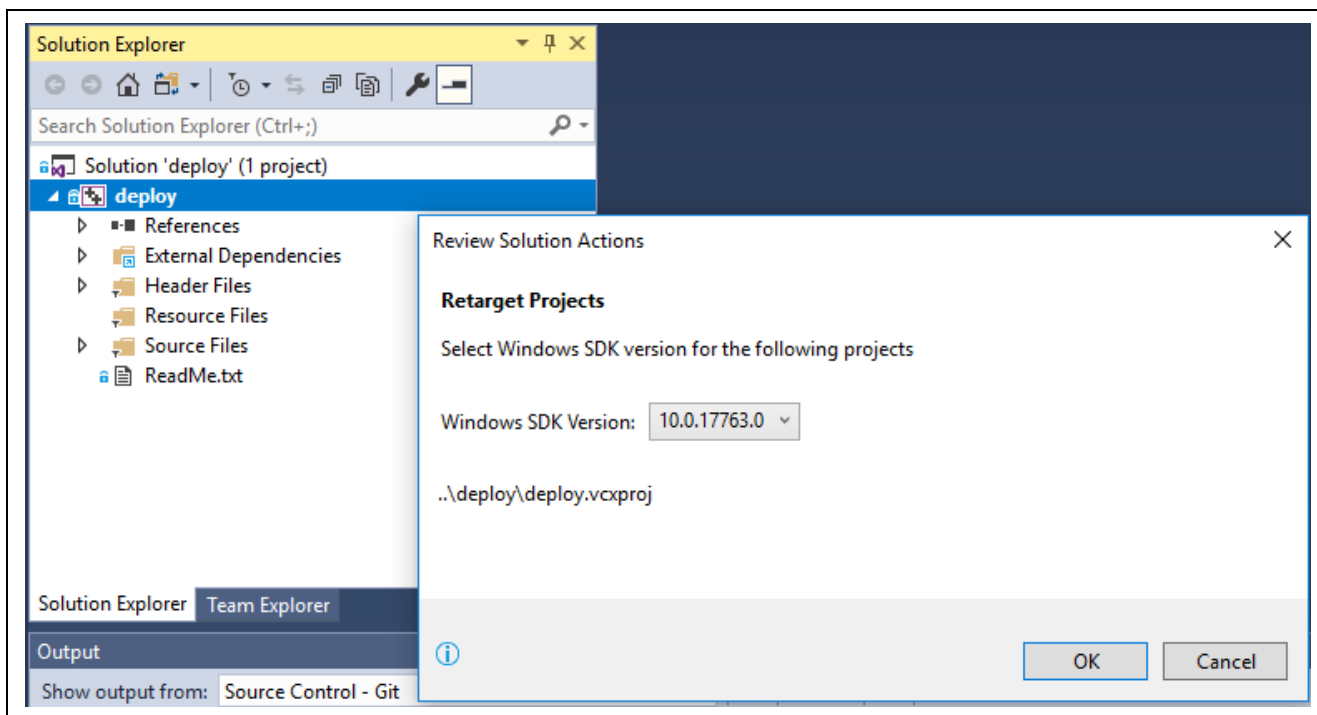 Solution Explorer
Search Solution Explorer (Ctrl+;)
Solution 'deploy' (1 project)
deploy
References
External Dependencies
Header Files
Resource Files
Source Files
ReadMe.txt
Solution Explorer Team Explorer
Output
Show output from: Source Control - Git
Review Solution Actions
Retarget Projects
Select Windows SDK version for the following projects
Windows SDK Version: 10.0.17763.0
..\deploy\deploy.vcxproj
OK Cancel